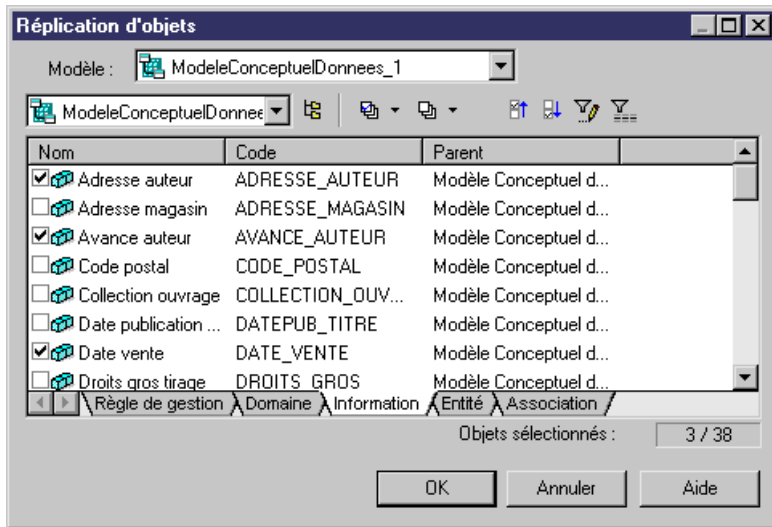 Réplication d'objets
Modèle : ModeleConceptuelDonnees_1
ModeleConceptuelDonnee
Nom Code Parent
Adresse auteur ADRESSE_AUTEUR Modèle Conceptuel d...
Adresse magasin ADRESSE_MAGASIN Modèle Conceptuel d...
Avance auteur AVANCE_AUTEUR Modèle Conceptuel d...
Code postal CODE_POSTAL Modèle Conceptuel d...
Collection ouvrage COLLECTION_OUV... Modèle Conceptuel d...
Date publication ... DATEPUB_TITRE Modèle Conceptuel d...
Date vente DATE_VENTE Modèle Conceptuel d...
Droits gros tirage DROITS_GROS Modèle Conceptuel d...
Règle de gestion Domaine Information Entité Association
Objets sélectionnés : 3 / 38
OK Annuler Aide